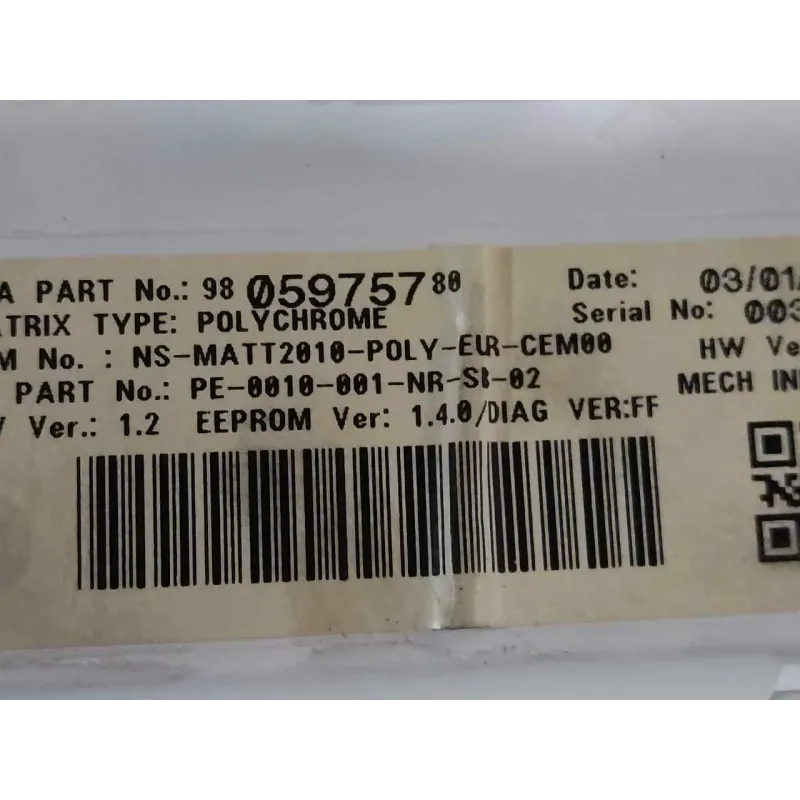 A PART No.: 98 059757 80 Date: 03/01/
TRIX TYPE: POLYCHROME Serial No: 003
M No. : NS-MATT2010-POLY-EUR-CEM00 HW Ve
PART No.: PE-0010-001-NR-SB-02 MECH IN
Ver.: 1.2 EEPROM Ver: 1.4.0/DIAG VER:FF